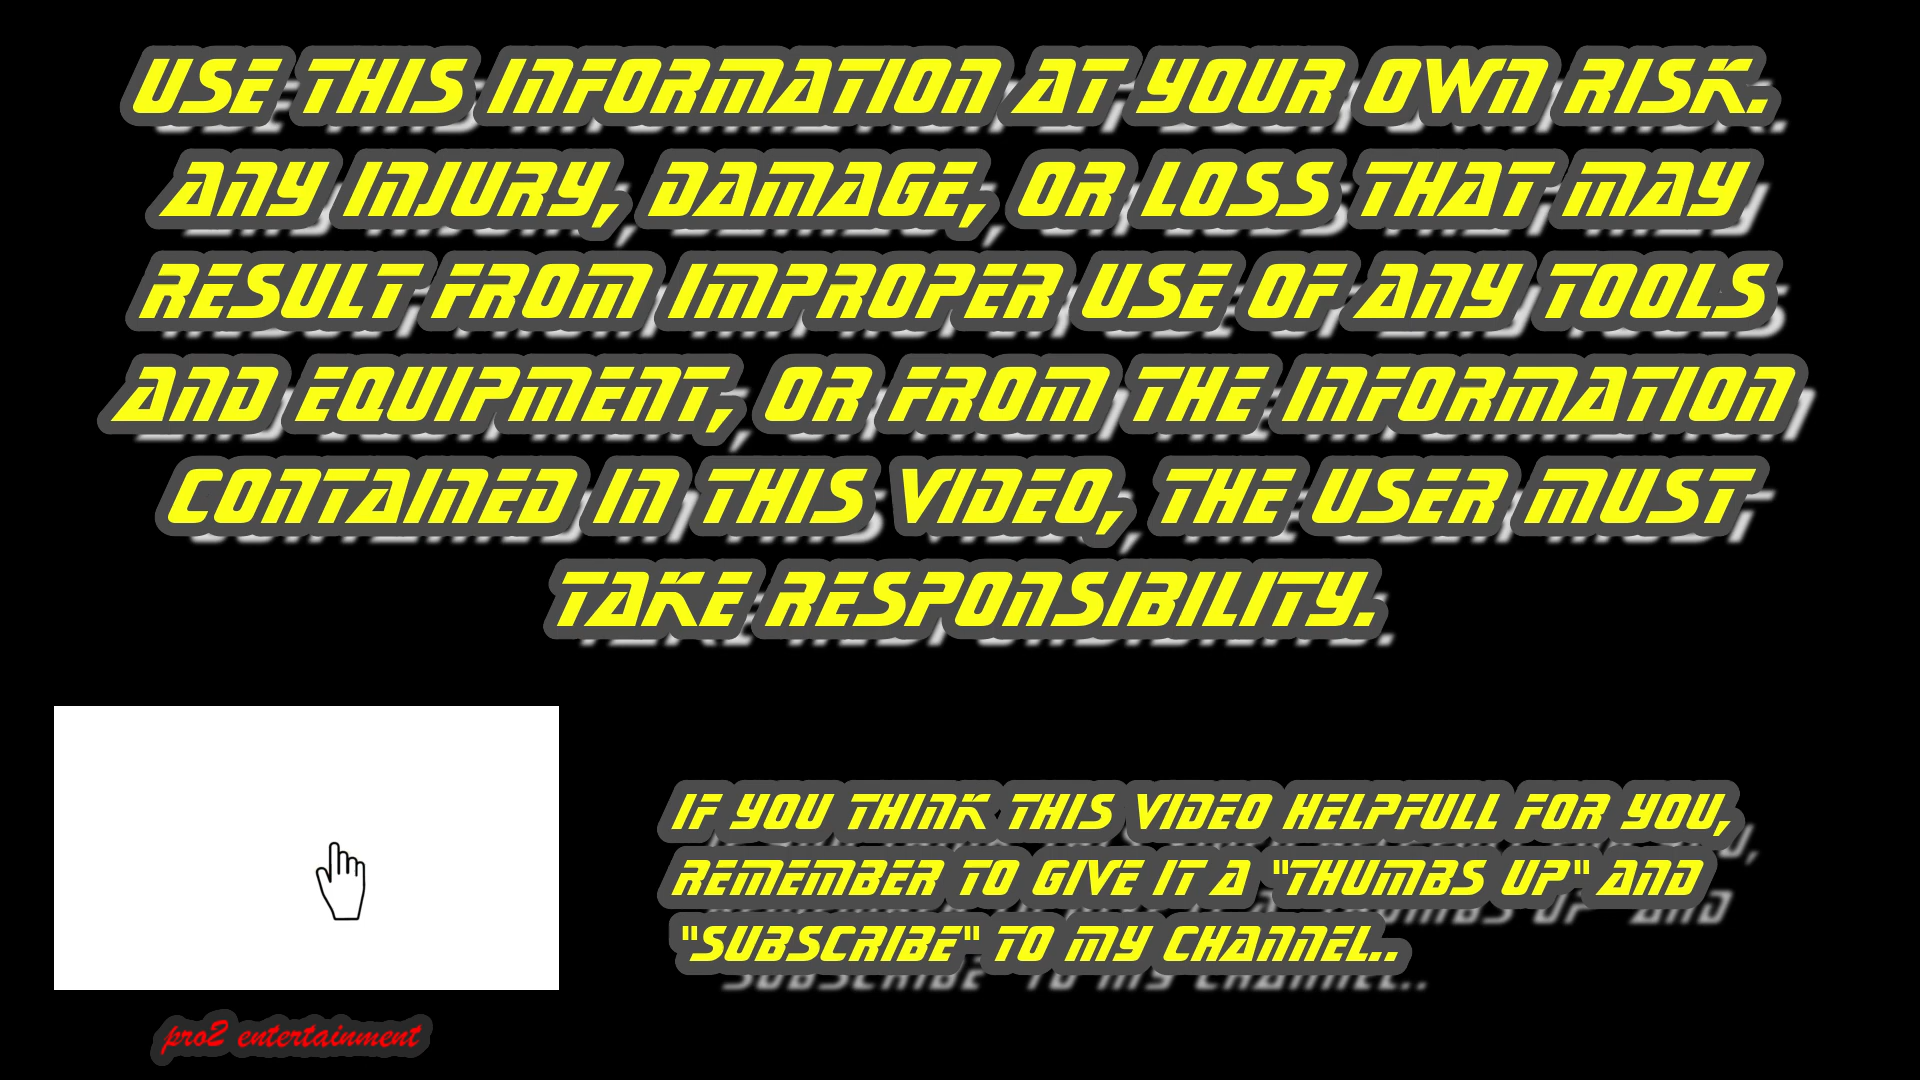 USE THIS INFORMATION AT YOUR OWN RISK.
ANY INJURY, DAMAGE, OR LOSS THAT MAY
RESULT FROM IMPROPER USE OF ANY TOOLS
AND EQUIPMENT, OR FROM THE INFORMATION
CONTAINED IN THIS VIDEO, THE USER MUST
TAKE RESPONSIBILITY.
IF YOU THINK THIS VIDEO HELPFULL FOR YOU,
REMEMBER TO GIVE IT A "THUMBS UP" AND
"SUBSCRIBE" TO MY CHANNEL..
pro2 entertainment